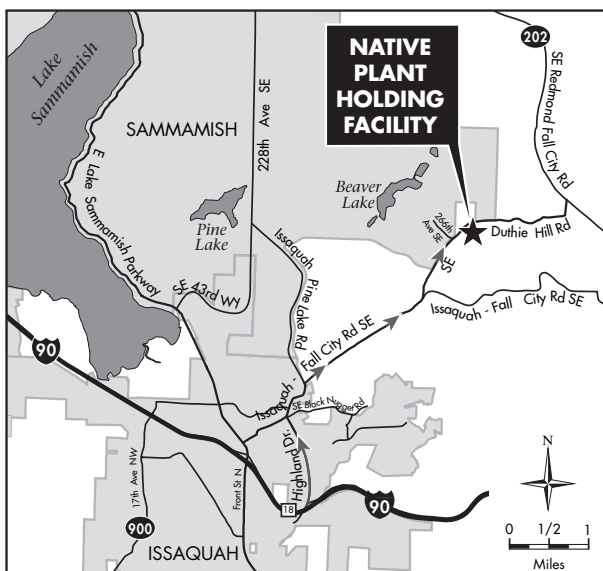 NATIVE
PLANT
HOLDING
FACILITY
202
SE Redmond Fall City Rd
Lake
Sammamish
SAMMAMISH
228th Ave SE
E Lake Sammamish Parkway
Pine
Lake
Beaver
Lake
266th
Ave SE
SE Duthie Hill Rd
Issaquah Pine Lake Rd
SE 43rd WY
Issaquah - Fall City Rd SE
90
Issaquah - Fall City Rd SE
SE Black Nugget Rd
Highland Dr.
17th Ave NW
Front St N
18
90
900
ISSAQUAH
N
0 1/2 1
Miles